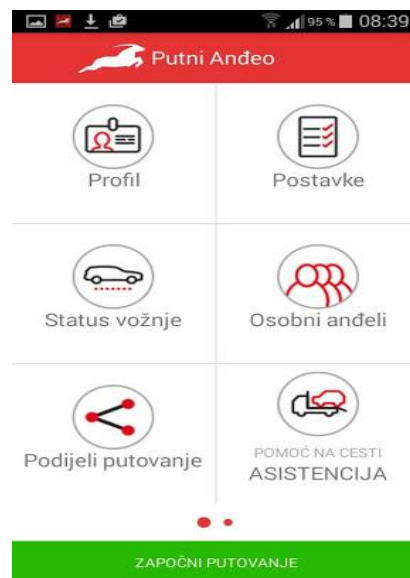 95 % 08:39
Putni Anđeo
Profil
Postavke
Status vožnje
Osobni anđeli
Podijeli putovanje
POMOĆ NA CESTI
ASISTENCIJA
ZAPOČNI PUTOVANJE